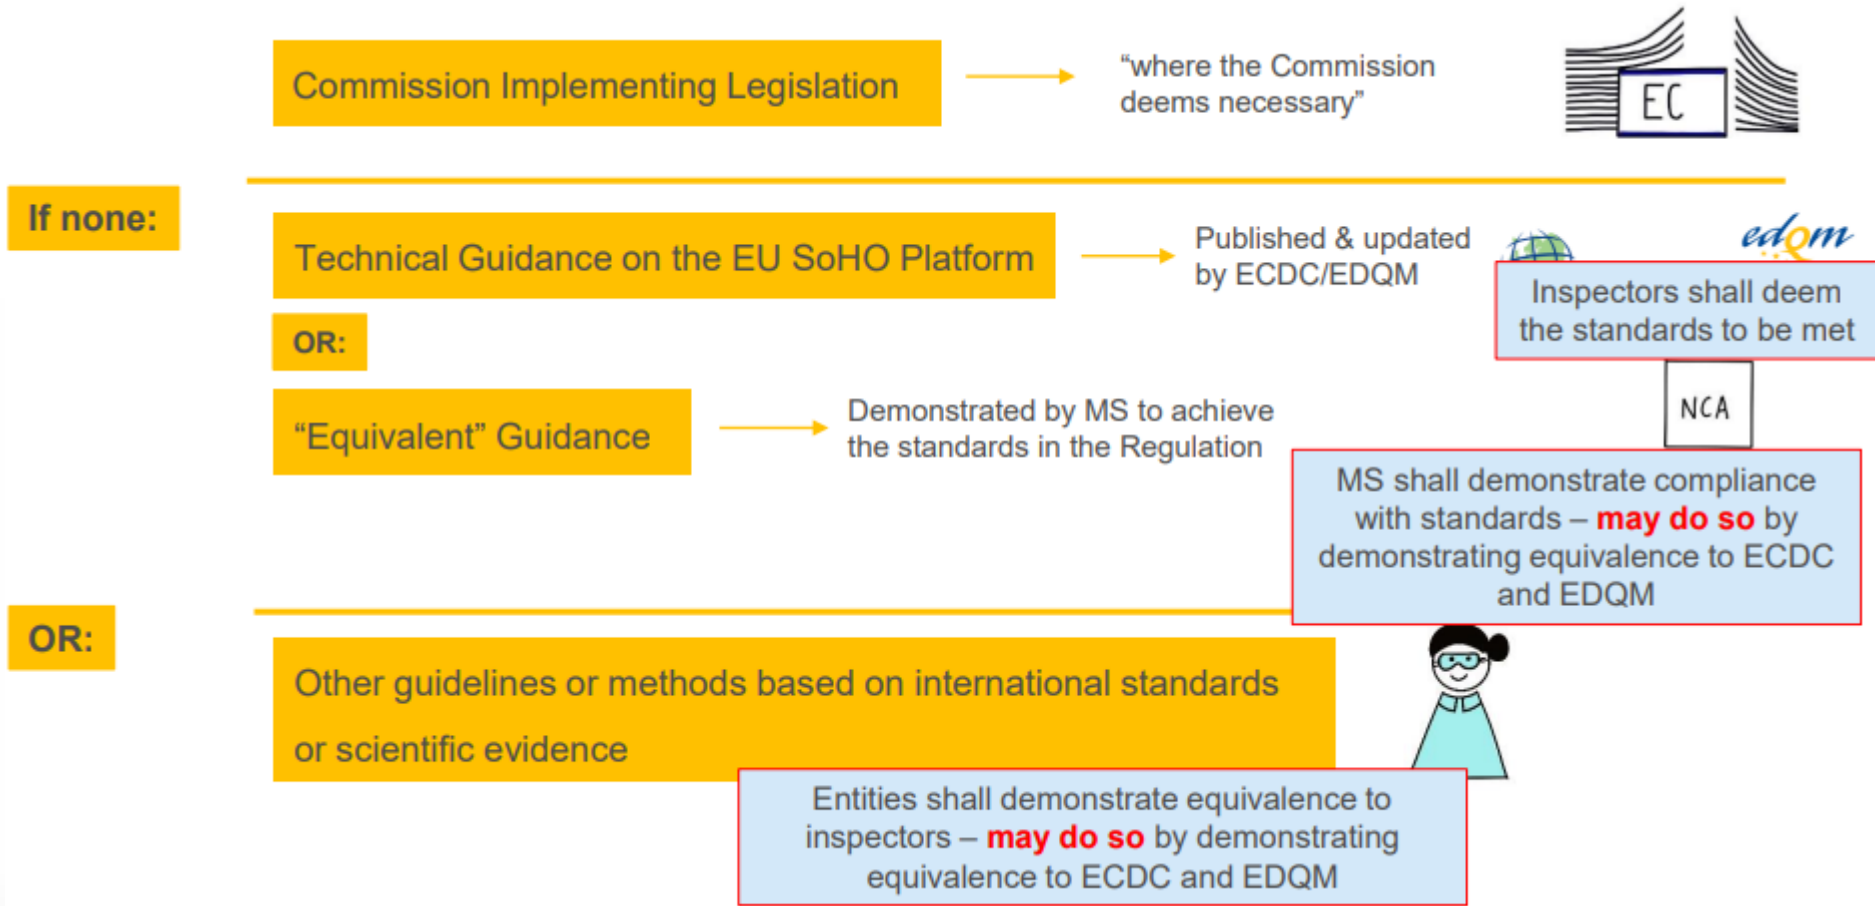 Commission Implementing Legislation
“where the Commission
deems necessary”
EC
If none:
Technical Guidance on the EU SoHO Platform
Published & updated
by ECDC/EDQM
edQm
Inspectors shall deem
the standards to be met
OR:
“Equivalent” Guidance
Demonstrated by MS to achieve
the standards in the Regulation
NCA
MS shall demonstrate compliance
with standards – may do so by
demonstrating equivalence to ECDC
and EDQM
OR:
Other guidelines or methods based on international standards
or scientific evidence
Entities shall demonstrate equivalence to
inspectors – may do so by demonstrating
equivalence to ECDC and EDQM